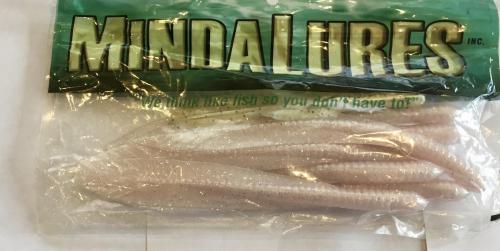 MINDALURES INC.
"We think like fish so you don't have to!"